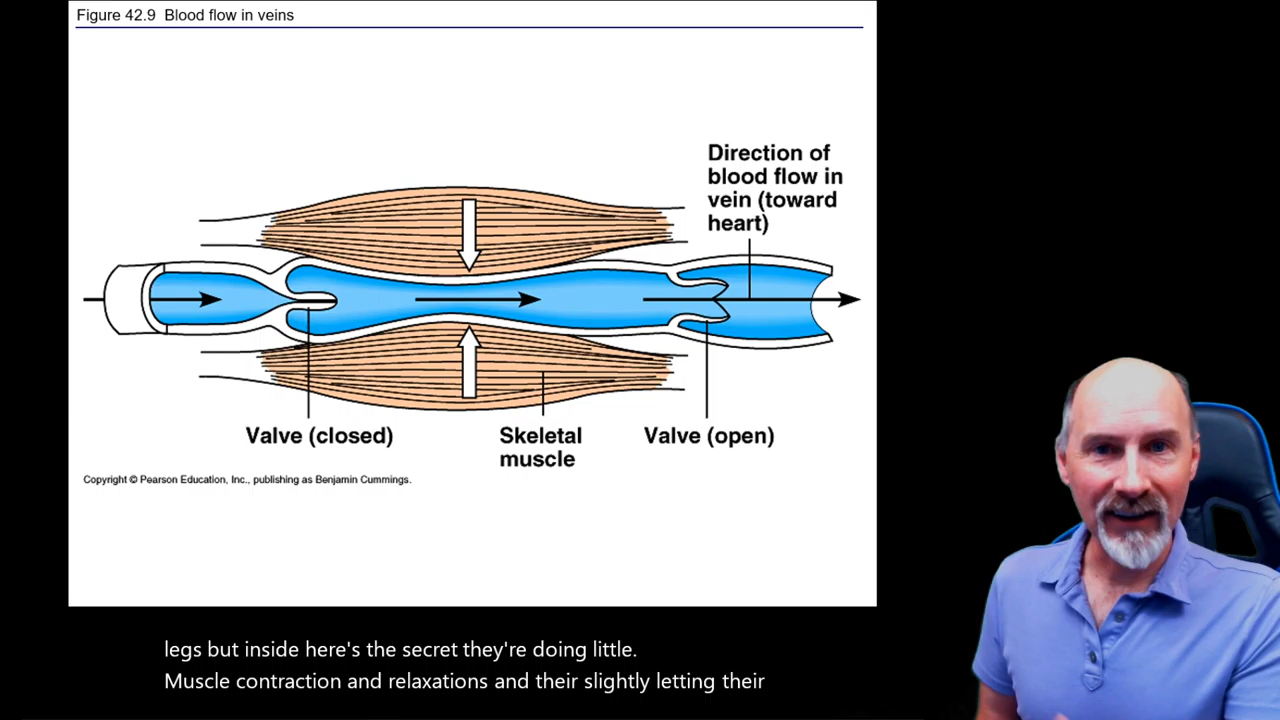 Figure 42.9  Blood flow in veins
Direction of
blood flow in
vein (toward
heart)
Valve (closed)
Skeletal
muscle
Valve (open)
Copyright © Pearson Education, Inc., publishing as Benjamin Cummings.
legs but inside here's the secret they're doing little.
Muscle contraction and relaxations and their slightly letting their